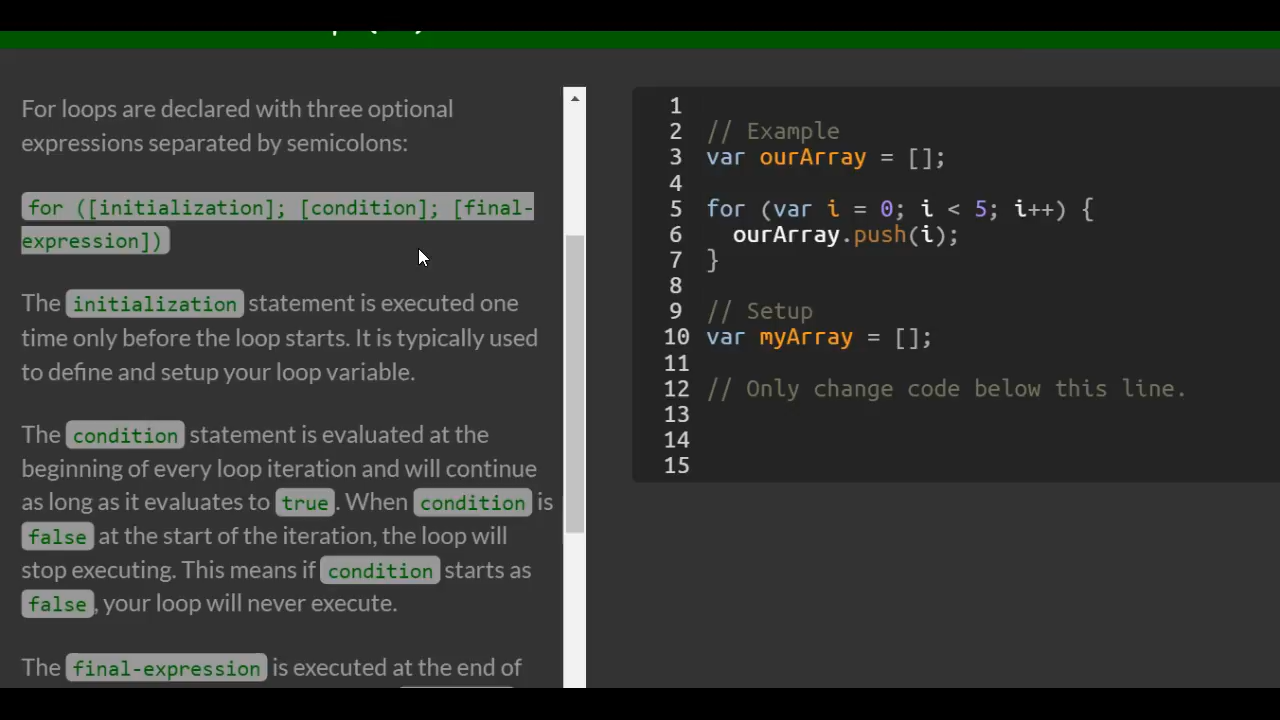 For loops are declared with three optional
expressions separated by semicolons:
for ([initialization]; [condition]; [final-
expression])
The initialization statement is executed one
time only before the loop starts. It is typically used
to define and setup your loop variable.
The condition statement is evaluated at the
beginning of every loop iteration and will continue
as long as it evaluates to true. When condition is
false at the start of the iteration, the loop will
stop executing. This means if condition starts as
false, your loop will never execute.
The final-expression is executed at the end of
1
2 // Example
3 var ourArray = [];
4
5 for (var i = 0; i < 5; i++) {
6 ourArray.push(i);
7 }
8
9 // Setup
10 var myArray = [];
11
12 // Only change code below this line.
13
14
15